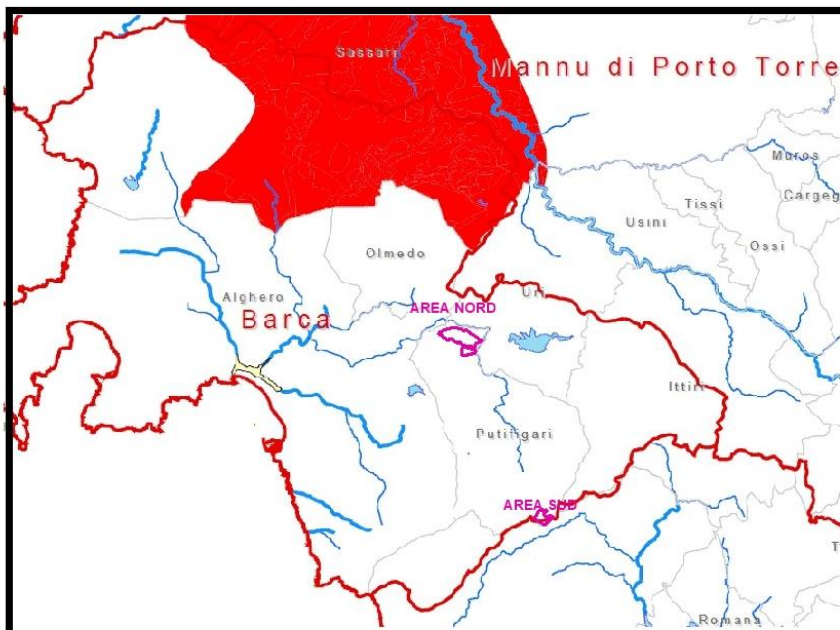 Sassari
Mannu di Porto Torre
Muros
Cargeg
Tissi
Usini
Ossi
Olmedo
Uri
Alghero
AREA NORD
Barca
Ittiri
Putifigari
AREA SUD
T
Romana